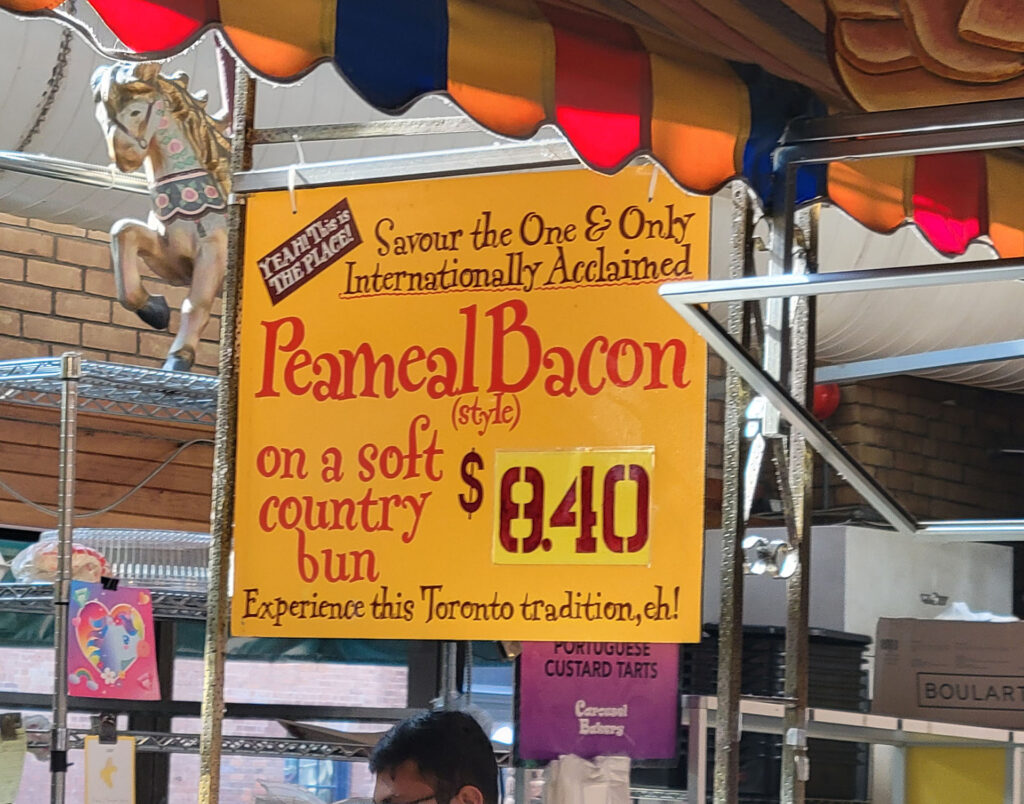 YEAH! This is
THE PLACE!
Savour the One & Only
Internationally Acclaimed
Peameal Bacon
(style)
on a soft
country
bun
$8.40
Experience this Toronto tradition, eh!
PORTUGUESE
CUSTARD TARTS
Carousel
Bakery
BOULART